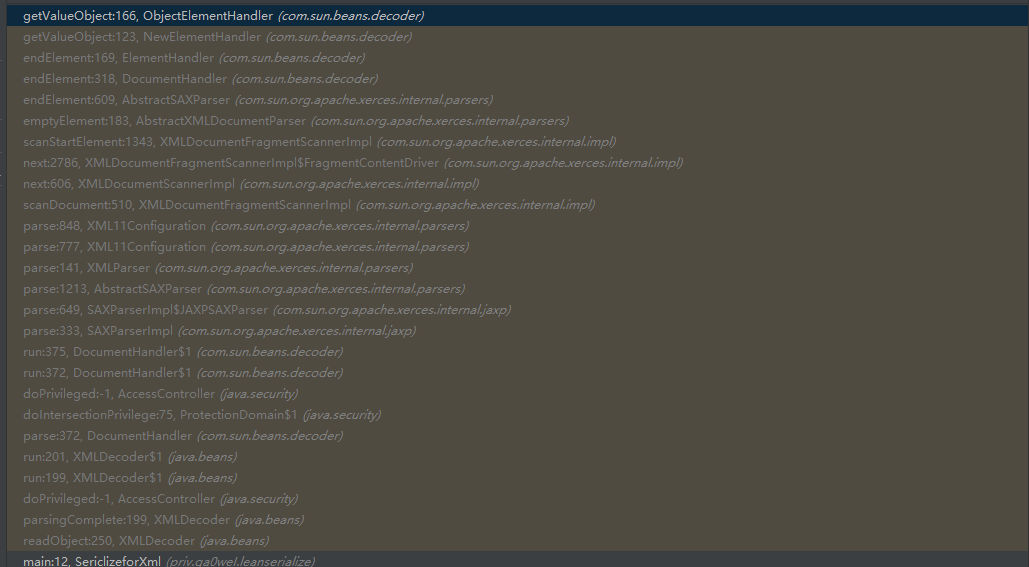 getValueObject:166, ObjectElementHandler (com.sun.beans.decoder)
getValueObject:123, NewElementHandler (com.sun.beans.decoder)
endElement:169, ElementHandler (com.sun.beans.decoder)
endElement:318, DocumentHandler (com.sun.beans.decoder)
endElement:609, AbstractSAXParser (com.sun.org.apache.xerces.internal.parsers)
emptyElement:183, AbstractXMLDocumentParser (com.sun.org.apache.xerces.internal.parsers)
scanStartElement:1343, XMLDocumentFragmentScannerImpl (com.sun.org.apache.xerces.internal.impl)
next:2786, XMLDocumentFragmentScannerImpl$FragmentContentDriver (com.sun.org.apache.xerces.internal.impl)
next:606, XMLDocumentScannerImpl (com.sun.org.apache.xerces.internal.impl)
scanDocument:510, XMLDocumentFragmentScannerImpl (com.sun.org.apache.xerces.internal.impl)
parse:848, XML11Configuration (com.sun.org.apache.xerces.internal.parsers)
parse:777, XML11Configuration (com.sun.org.apache.xerces.internal.parsers)
parse:141, XMLParser (com.sun.org.apache.xerces.internal.parsers)
parse:1213, AbstractSAXParser (com.sun.org.apache.xerces.internal.parsers)
parse:649, SAXParserImpl$JAXPSAXParser (com.sun.org.apache.xerces.internal.jaxp)
parse:333, SAXParserImpl (com.sun.org.apache.xerces.internal.jaxp)
run:375, DocumentHandler$1 (com.sun.beans.decoder)
run:372, DocumentHandler$1 (com.sun.beans.decoder)
doPrivileged:-1, AccessController (java.security)
doIntersectionPrivilege:75, ProtectionDomain$1 (java.security)
parse:372, DocumentHandler (com.sun.beans.decoder)
run:201, XMLDecoder$1 (java.beans)
run:199, XMLDecoder$1 (java.beans)
doPrivileged:-1, AccessController (java.security)
parsingComplete:199, XMLDecoder (java.beans)
readObject:250, XMLDecoder (java.beans)
main:12, SericlizeforXml (priv.ga0weI.leanserialize)